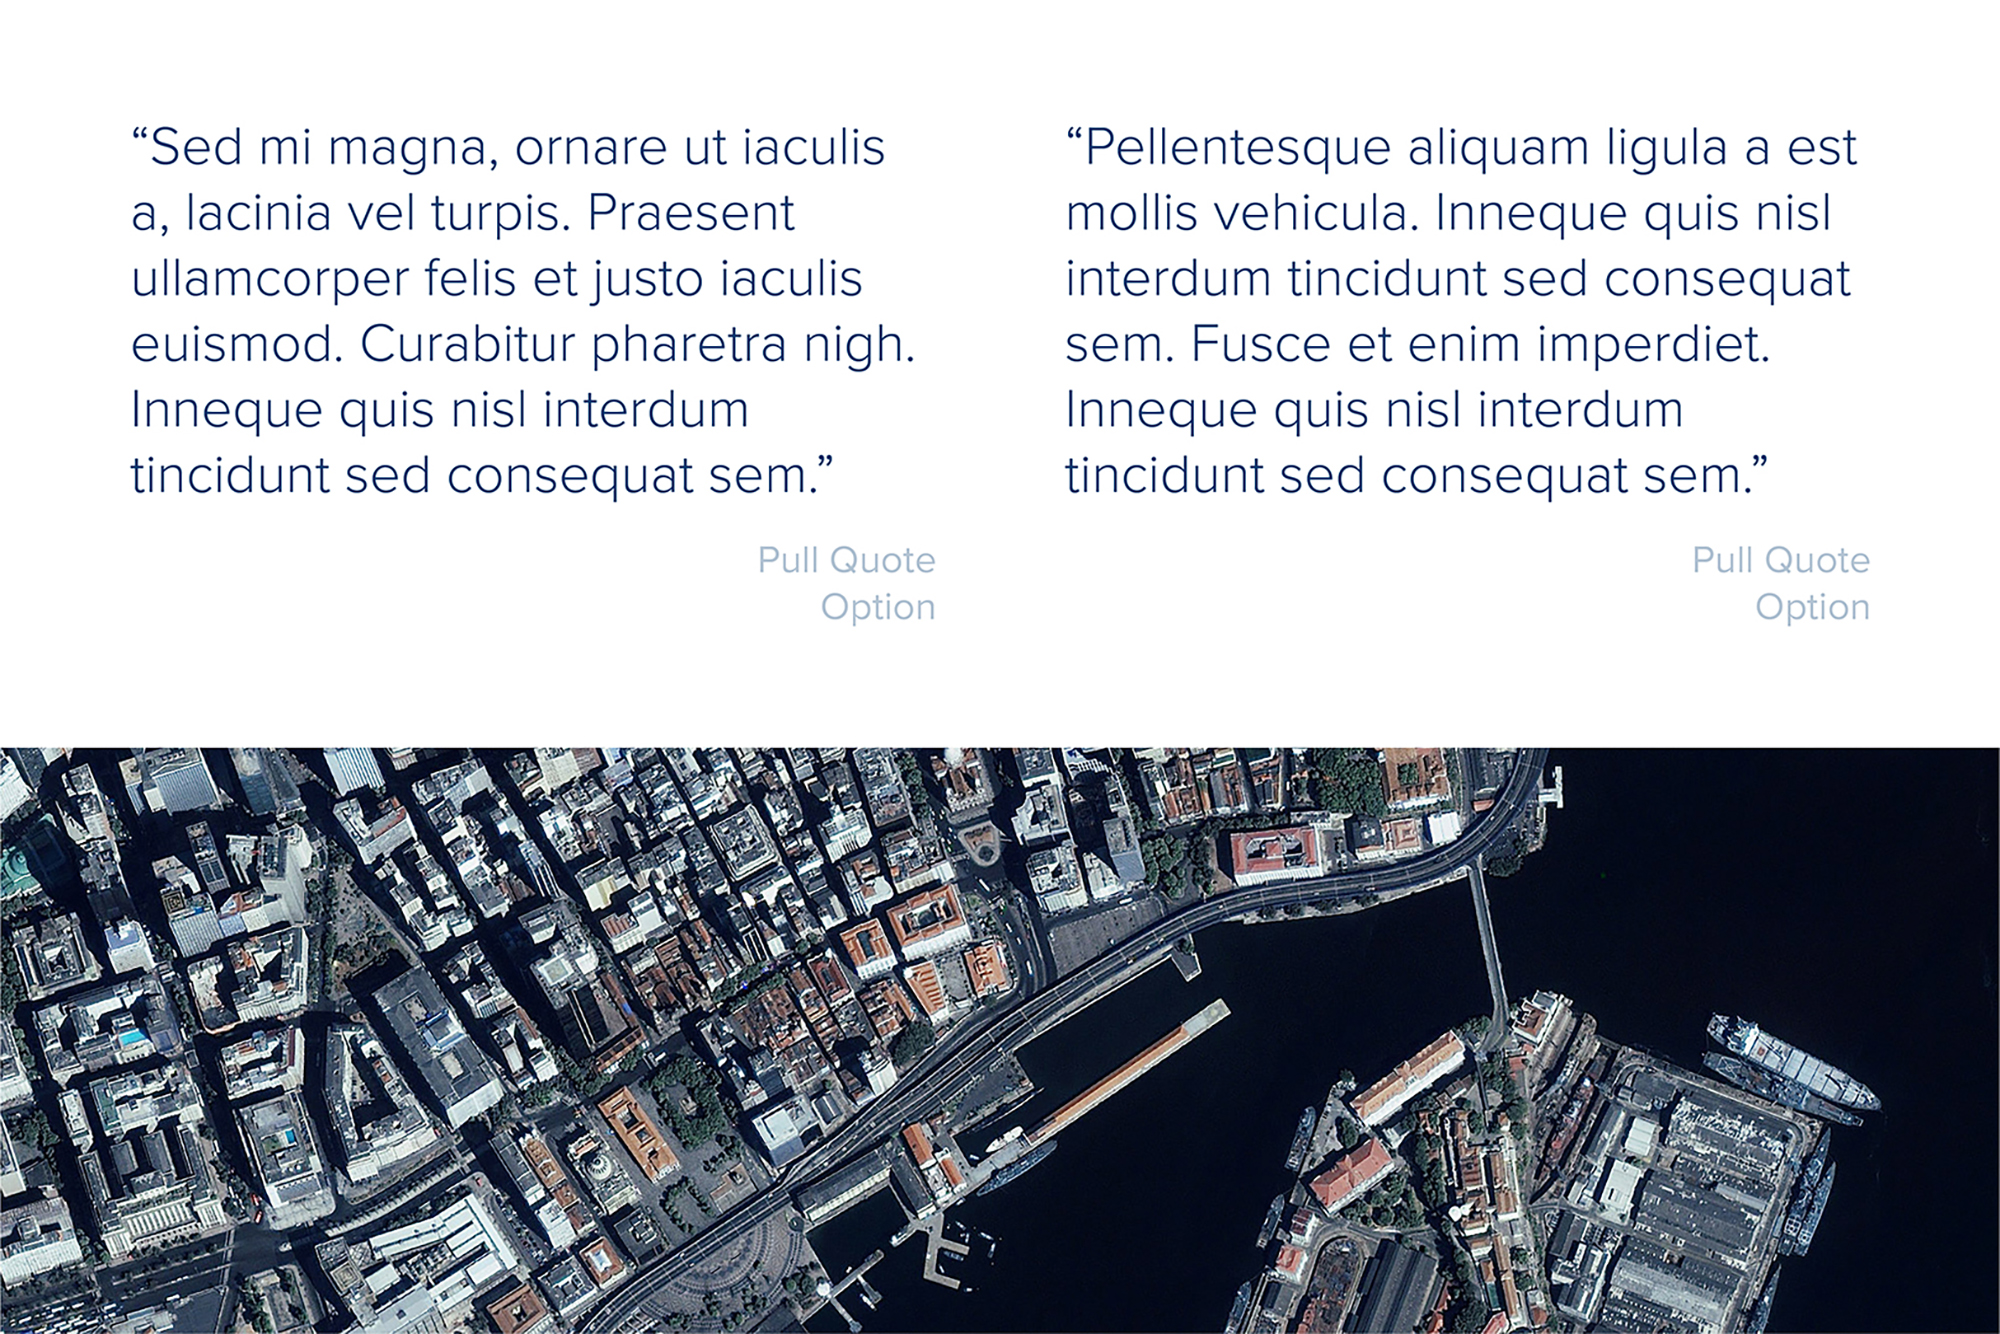 “Sed mi magna, ornare ut iaculis
a, lacinia vel turpis. Praesent
ullamcorper felis et justo iaculis
euismod. Curabitur pharetra nigh.
Inneque quis nisl interdum
tincidunt sed consequat sem.”
Pull Quote
Option
“Pellentesque aliquam ligula a est
mollis vehicula. Inneque quis nisl
interdum tincidunt sed consequat
sem. Fusce et enim imperdiet.
Inneque quis nisl interdum
tincidunt sed consequat sem.”
Pull Quote
Option